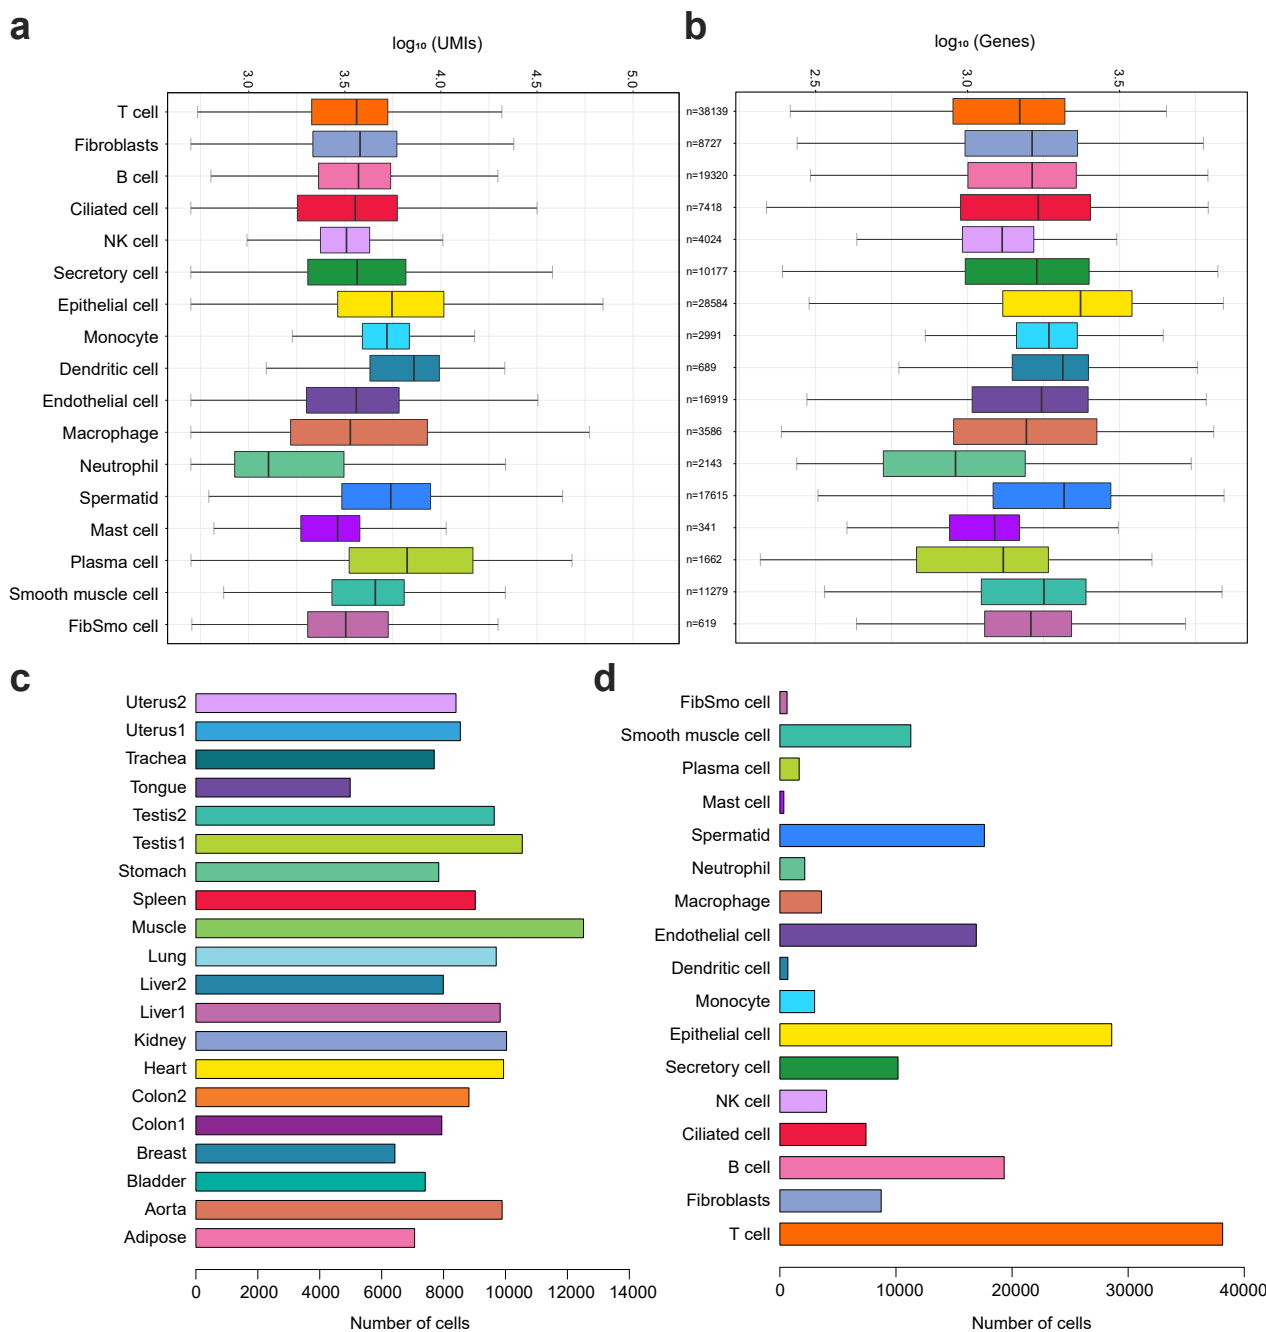 a
log₁₀ (UMIs)
3.0 3.5 4.0 4.5 5.0
T cell
Fibroblasts
B cell
Ciliated cell
NK cell
Secretory cell
Epithelial cell
Monocyte
Dendritic cell
Endothelial cell
Macrophage
Neutrophil
Spermatid
Mast cell
Plasma cell
Smooth muscle cell
FibSmo cell
b
log₁₀ (Genes)
2.5 3.0 3.5
n=38139
n=8727
n=19320
n=7418
n=4024
n=10177
n=28584
n=2991
n=689
n=16919
n=3586
n=2143
n=17615
n=341
n=1662
n=11279
n=619
c
Uterus2
Uterus1
Trachea
Tongue
Testis2
Testis1
Stomach
Spleen
Muscle
Lung
Liver2
Liver1
Kidney
Heart
Colon2
Colon1
Breast
Bladder
Aorta
Adipose
0 2000 4000 6000 8000 10000 12000 14000
Number of cells
d
FibSmo cell
Smooth muscle cell
Plasma cell
Mast cell
Spermatid
Neutrophil
Macrophage
Endothelial cell
Dendritic cell
Monocyte
Epithelial cell
Secretory cell
NK cell
Ciliated cell
B cell
Fibroblasts
T cell
0 10000 20000 30000 40000
Number of cells